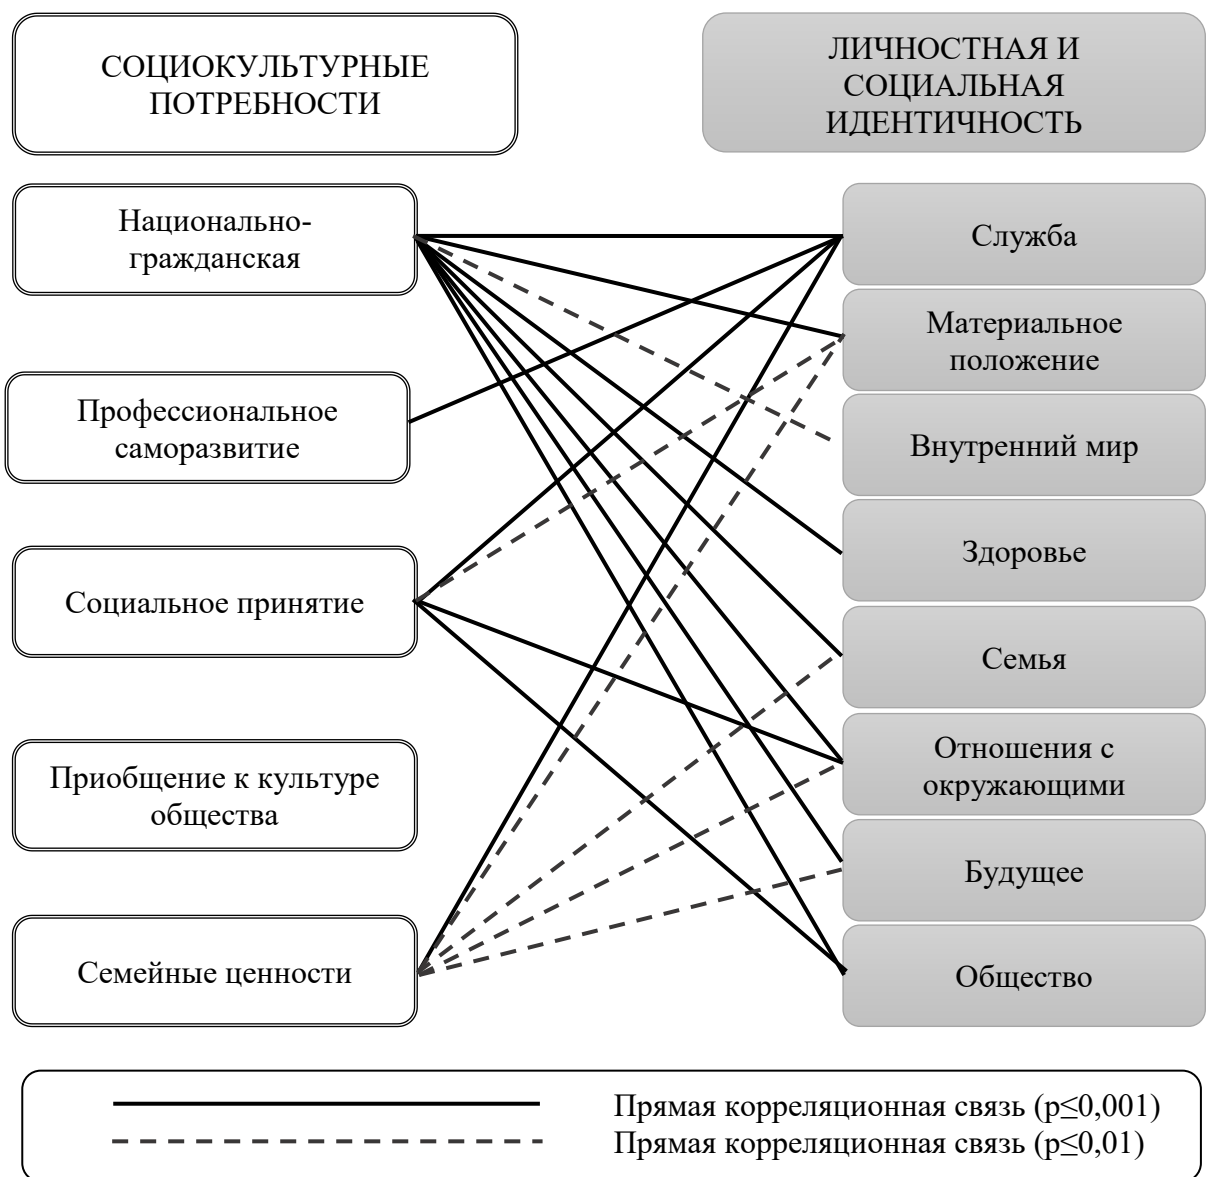 СОЦИОКУЛЬТУРНЫЕ
ПОТРЕБНОСТИ
ЛИЧНОСТНАЯ И
СОЦИАЛЬНАЯ
ИДЕНТИЧНОСТЬ
Национально-
гражданская
Профессиональное
саморазвитие
Социальное принятие
Приобщение к культуре
общества
Семейные ценности
Служба
Материальное
положение
Внутренний мир
Здоровье
Семья
Отношения с
окружающими
Будущее
Общество
Прямая корреляционная связь (p≤0,001)
Прямая корреляционная связь (p≤0,01)